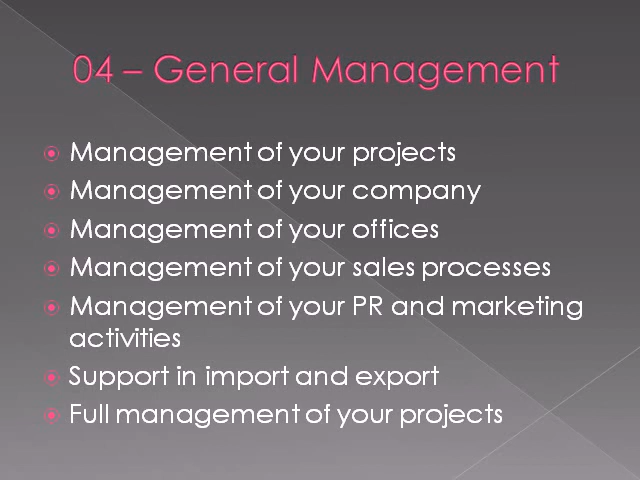 04 – General Management
Management of your projects
Management of your company
Management of your offices
Management of your sales processes
Management of your PR and marketing
activities
Support in import and export
Full management of your projects